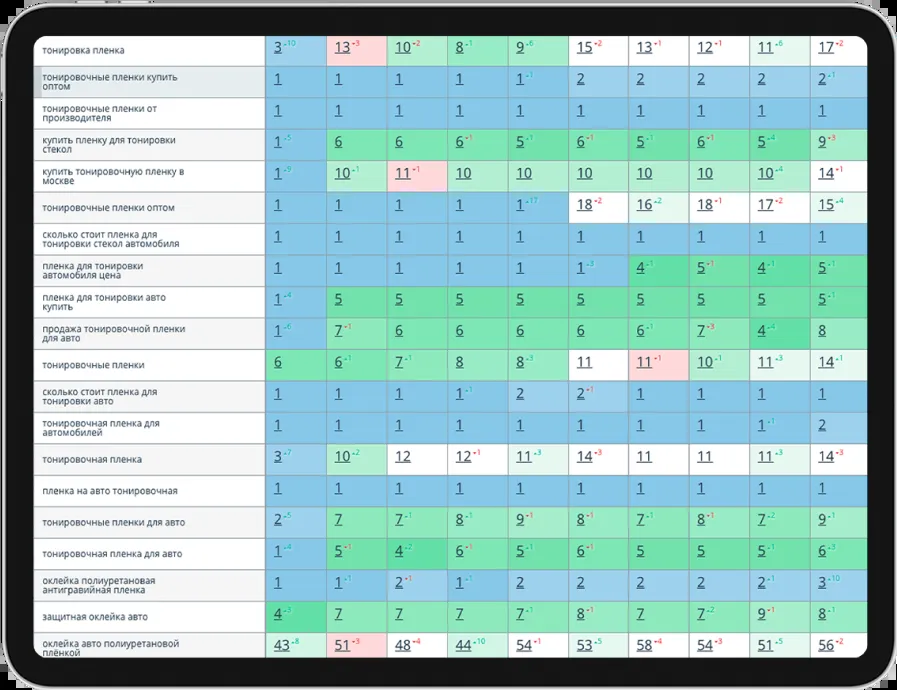 тонировка пленка 3+10 13-3 10-2 8+1 9+6 15-2 13-1 12-1 11+6 17-2
тонировочные пленки купить
оптом 1 1 1 1 1+1 2 2 2 2 2+1
тонировочные пленки от
производителя 1 1 1 1 1 1 1 1 1 1
купить пленку для тонировки
стекол 1+5 6 6 6-1 5+1 6-1 5+1 6-1 5+4 9-3
купить тонировочную пленку в
москве 1+9 10+1 11-1 10 10 10 10 10 10+4 14-1
тонировочные пленки оптом 1 1 1 1 1+17 18-2 16+2 18-1 17-2 15+4
сколько стоит пленка для
тонировки стекол автомобиля 1 1 1 1 1 1 1 1 1 1
пленка для тонировки
автомобиля цена 1 1 1 1 1+3 4+1 5-1 4+1 5+1
пленка для тонировки авто
купить 1+4 5 5 5 5 5 5 5 5 5+1
продажа тонировочной пленки
для авто 1+6 7-1 6 6 6 6 6+1 7-3 4+4 8
тонировочные пленки 6 6+1 7+1 8 8+3 11 11-1 10+1 11+3 14+1
сколько стоит пленка для
тонировки авто 1 1 1 1+1 2 2-1 1 1 1 1
тонировочная пленка для
автомобилей 1 1 1 1 1 1 1 1 1+1 2
тонировочная пленка 3+7 10+2 12 12-1 11+3 14-3 11 11 11+3 14-3
пленка на авто тонировочная 1 1 1 1 1 1 1 1 1 1
тонировочные пленки для авто 2+5 7 7+1 8+1 9-1 8-1 7+1 8-1 7+2 9-1
тонировочная пленка для авто 1+4 5-1 4+2 6-1 5+1 6-1 5 5 5+1 6+3
оклейка полиуретановая
антигравийная пленка 1 1+1 2-1 1+1 2 2 2 2 2+1 3+10
защитная оклейка авто 4+3 7 7 7 7+1 8-1 7 7+2 9-1 8+1
оклейка авто полиуретановой
плёнкой 43+8 51-3 48-4 44+10 54-1 53+5 58-4 54+3 51+5 56-2